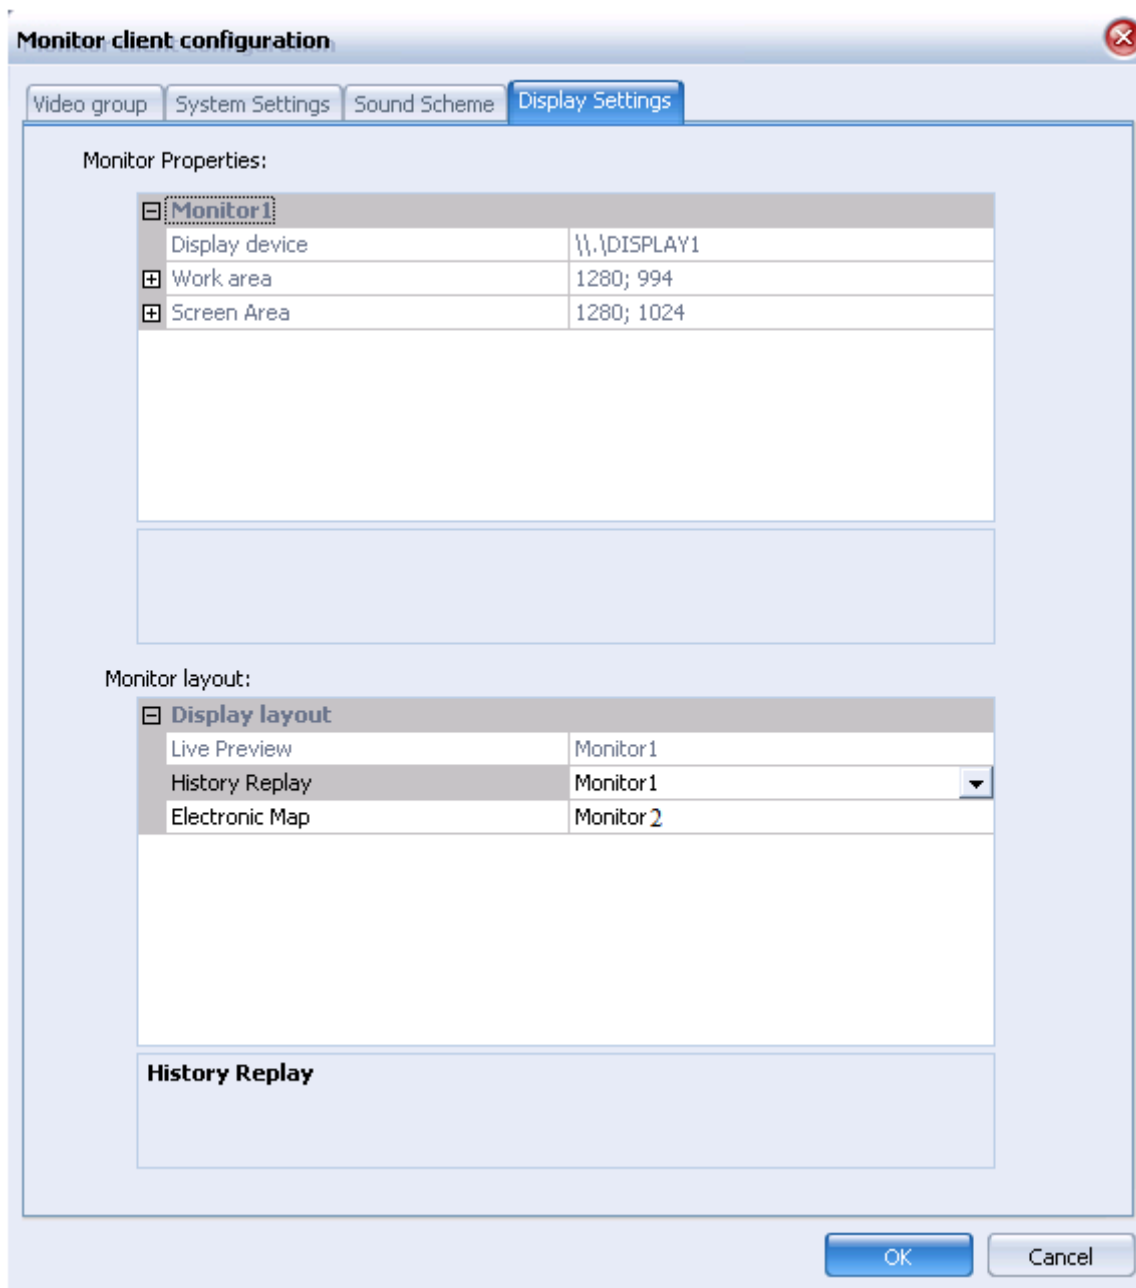 Monitor client configuration
Video group System Settings Sound Scheme Display Settings
Monitor Properties:
Monitor1
Display device \\.\DISPLAY1
Work area 1280; 994
Screen Area 1280; 1024
Monitor layout:
Display layout
Live Preview Monitor1
History Replay Monitor1
Electronic Map Monitor2
History Replay
OK Cancel